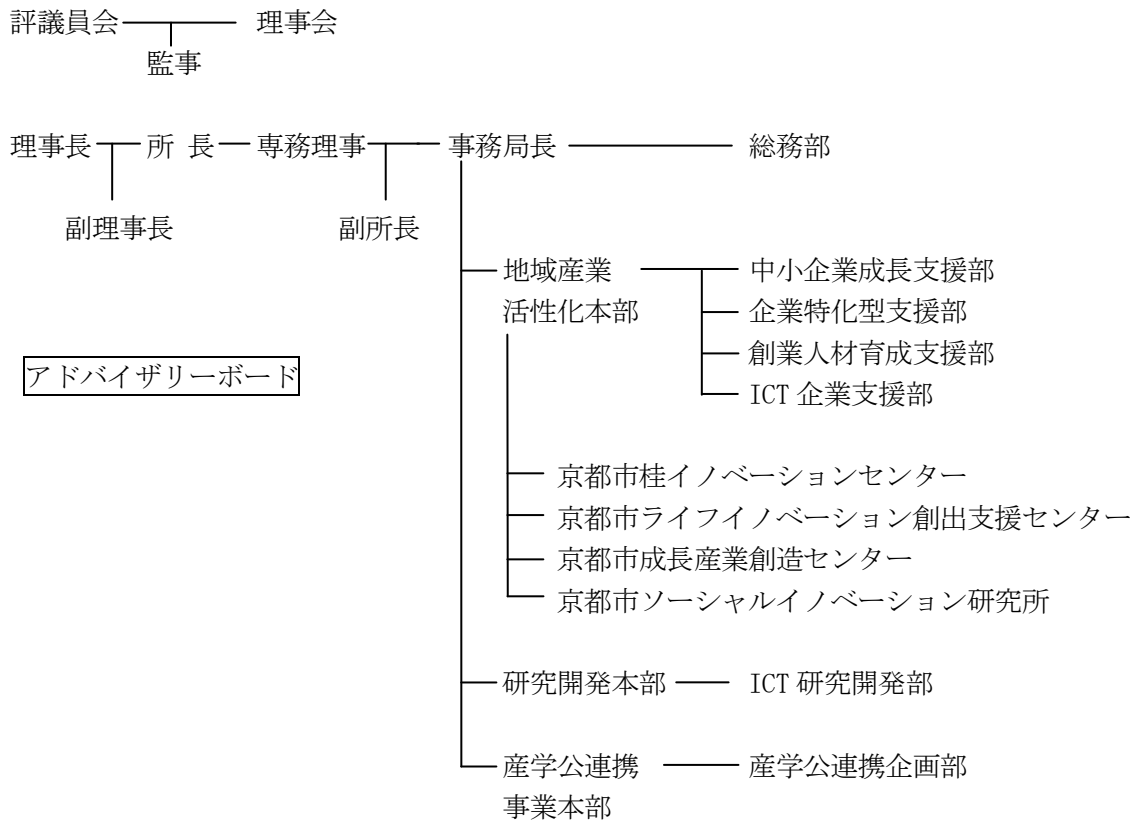 評議員会 理事会
監事
理事長 所 長 専務理事 事務局長 総務部
副理事長 副所長
地域産業 中小企業成長支援部
活性化本部 企業特化型支援部
創業人材育成支援部
アドバイザリーボード
ICT 企業支援部
京都市桂イノベーションセンター
京都市ライフイノベーション創出支援センター
京都市成長産業創造センター
京都市ソーシャルイノベーション研究所
研究開発本部 ICT 研究開発部
産学公連携 産学公連携企画部
事業本部